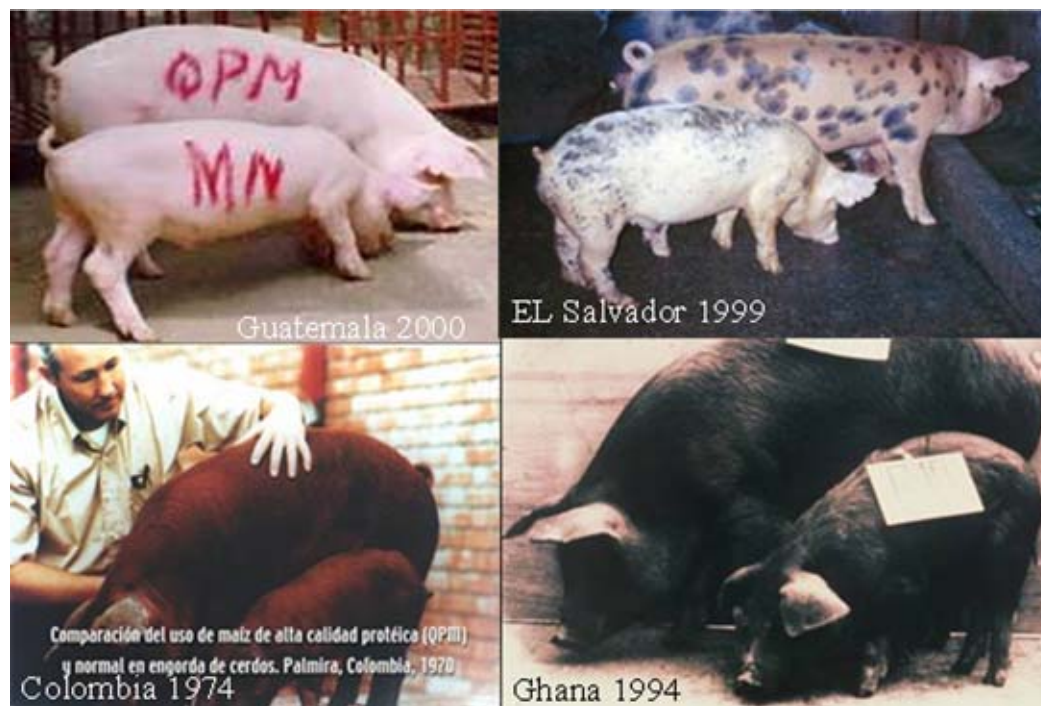 QPM
MN
Guatemala 2000
EL Salvador 1999
Comparación del uso de maíz de alta calidad protéica (QPM)
y normal en engorda de cerdos. Palmira, Colombia, 1970
Colombia 1974
Ghana 1994